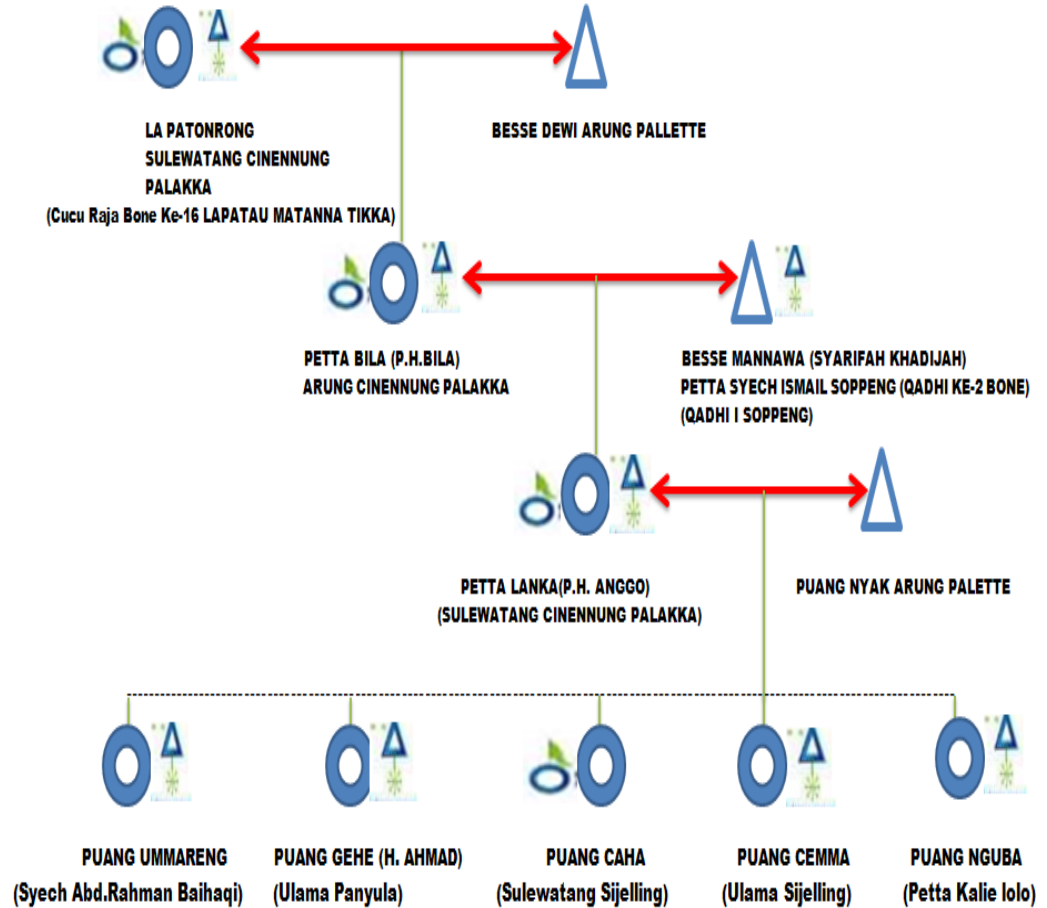 LA PATONRONG
SULEWATANG CINENNUNG
PALAKKA
(Cucu Raja Bone Ke-16 LAPATAU MATANNA TIKKA)
BESSE DEWI ARUNG PALLETTE
PETTA BILA (P.H.BILA)
ARUNG CINENNUNG PALAKKA
BESSE MANNAWA (SYARIFAH KHADIJAH)
PETTA SYECH ISMAIL SOPPENG (QADHI KE-2 BONE)
(QADHI I SOPPENG)
PETTA LANKA(P.H. ANGGO)
(SULEWATANG CINENNUNG PALAKKA)
PUANG NYAK ARUNG PALETTE
PUANG UMMARENG
(Syech Abd.Rahman Baihaqi)
PUANG GEHE (H. AHMAD)
(Ulama Panyula)
PUANG CAHA
(Sulewatang Sijelling)
PUANG CEMMA
(Ulama Sijelling)
PUANG NGUBA
(Petta Kalie lolo)